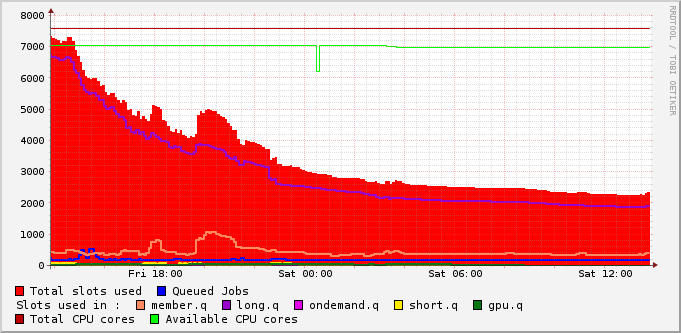 8000
7000
6000
5000
4000
3000
2000
1000
0
Fri 18:00 Sat 00:00 Sat 06:00 Sat 12:00
Total slots used Queued Jobs
Slots used in : member.q long.q ondemand.q short.q gpu.q
Total CPU cores Available CPU cores
RRDTOOL / TOBI OETIKER